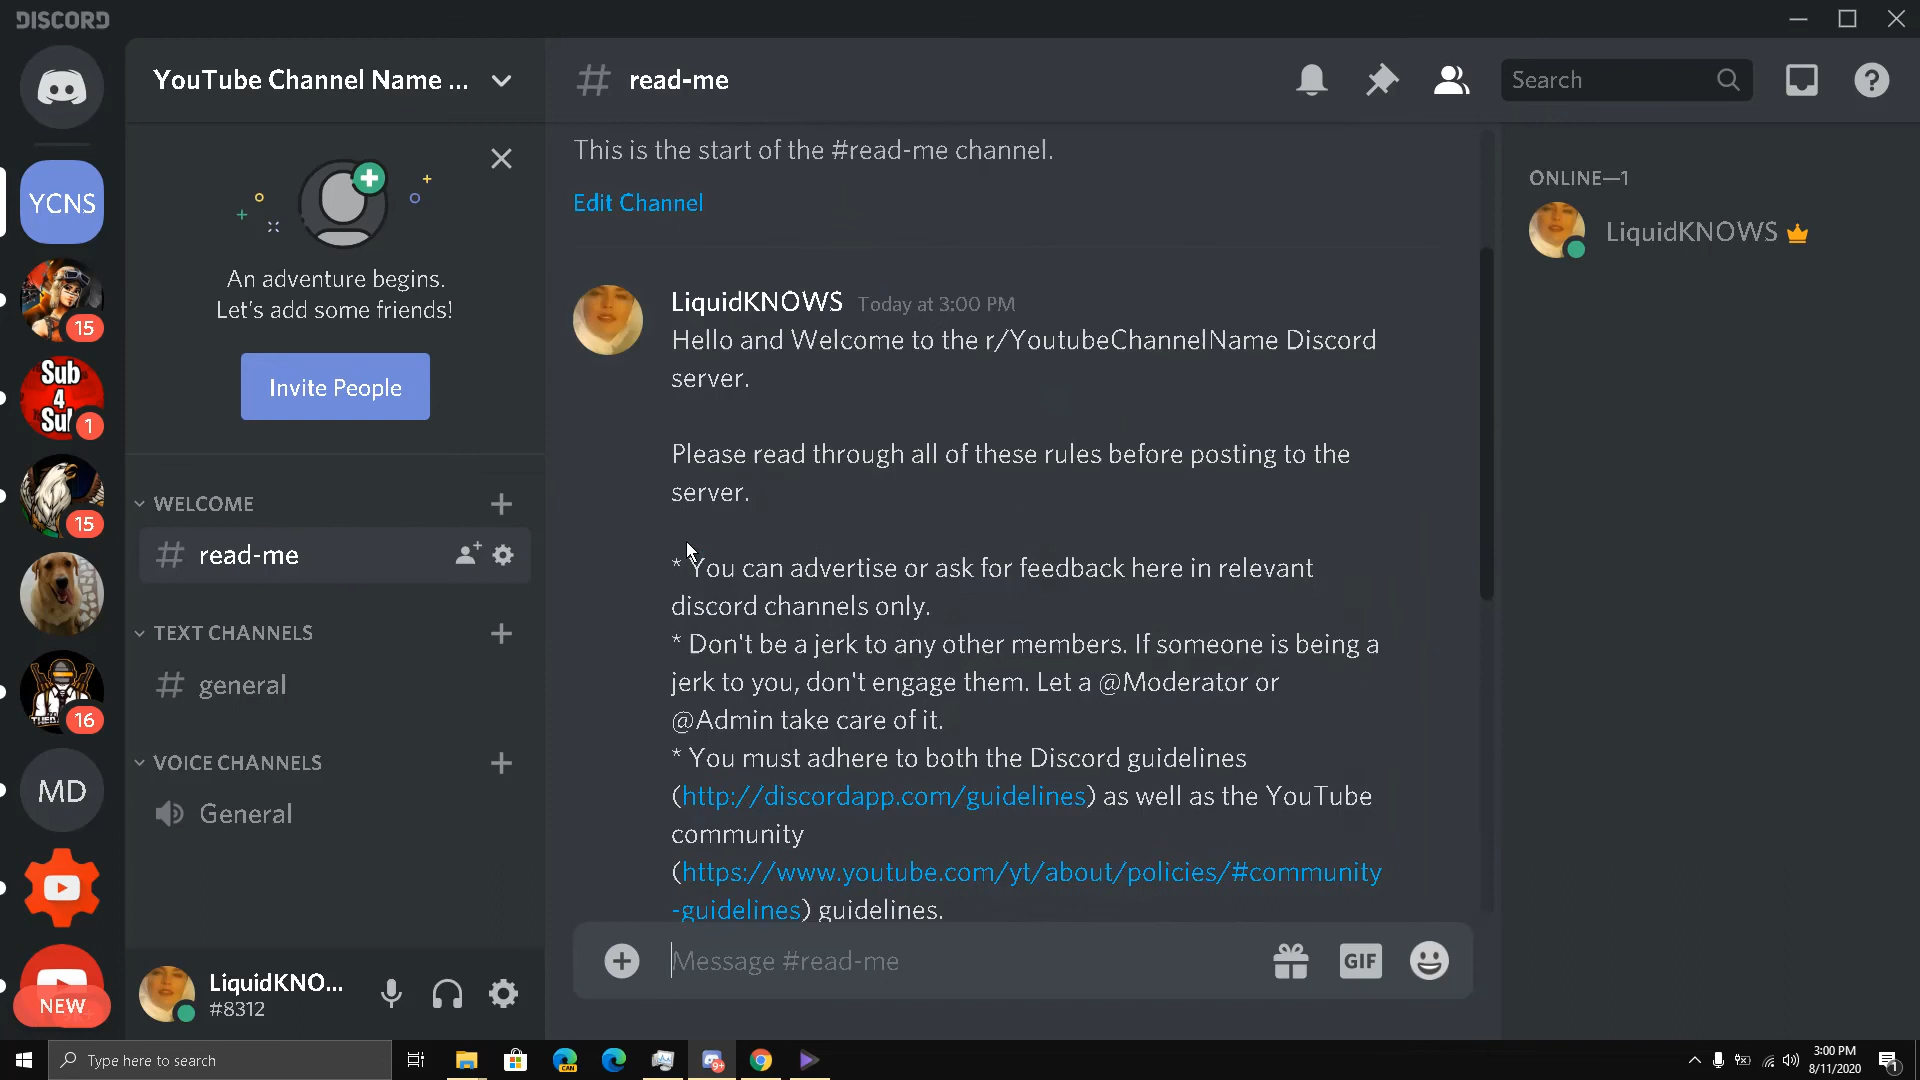 DISCORD
YouTube Channel Name ...
read-me
Search
YCNS
15
Sub
4
Sul
1
15
16
MD
NEW
An adventure begins.
Let's add some friends!
Invite People
WELCOME
read-me
TEXT CHANNELS
general
VOICE CHANNELS
General
LiquidKNO...
#8312
This is the start of the #read-me channel.
Edit Channel
LiquidKNOWS Today at 3:00 PM
Hello and Welcome to the r/YoutubeChannelName Discord
server.
Please read through all of these rules before posting to the
server.
* You can advertise or ask for feedback here in relevant
discord channels only.
* Don't be a jerk to any other members. If someone is being a
jerk to you, don't engage them. Let a @Moderator or
@Admin take care of it.
* You must adhere to both the Discord guidelines
(http://discordapp.com/guidelines) as well as the YouTube
community
(https://www.youtube.com/yt/about/policies/#community
-guidelines) guidelines.
Message #read-me
GIF
ONLINE—1
LiquidKNOWS
Type here to search
CAN
9+
3:00 PM
8/11/2020
1